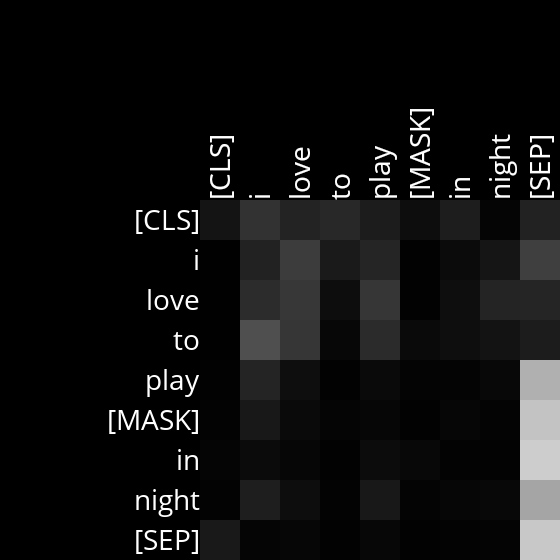 [CLS] i love to play [MASK] in night [SEP]
[CLS]
i
love
to
play
[MASK]
in
night
[SEP]